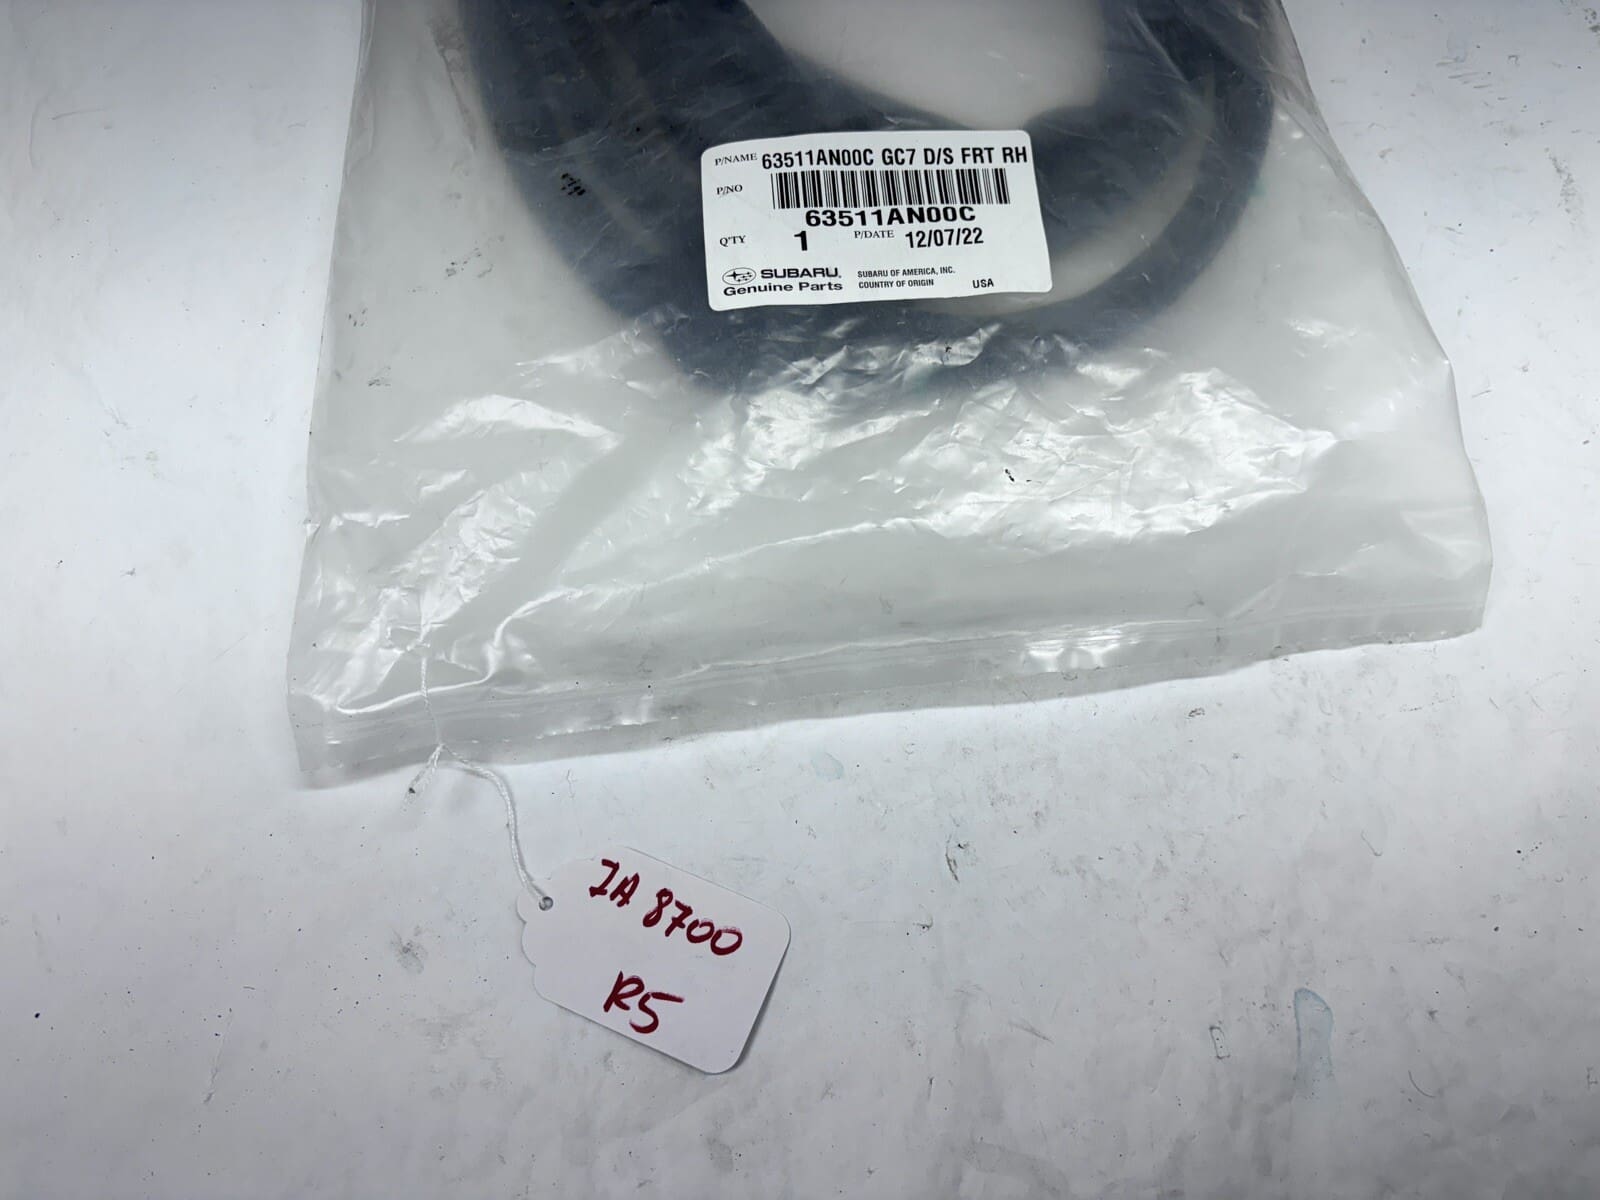 P/NAME 63511AN00C GC7 D/S FRT RH
P/NO
63511AN00C
Q'TY 1 P/DATE 12/07/22
SUBARU. SUBARU OF AMERICA, INC.
Genuine Parts COUNTRY OF ORIGIN USA
IA 8700
R5